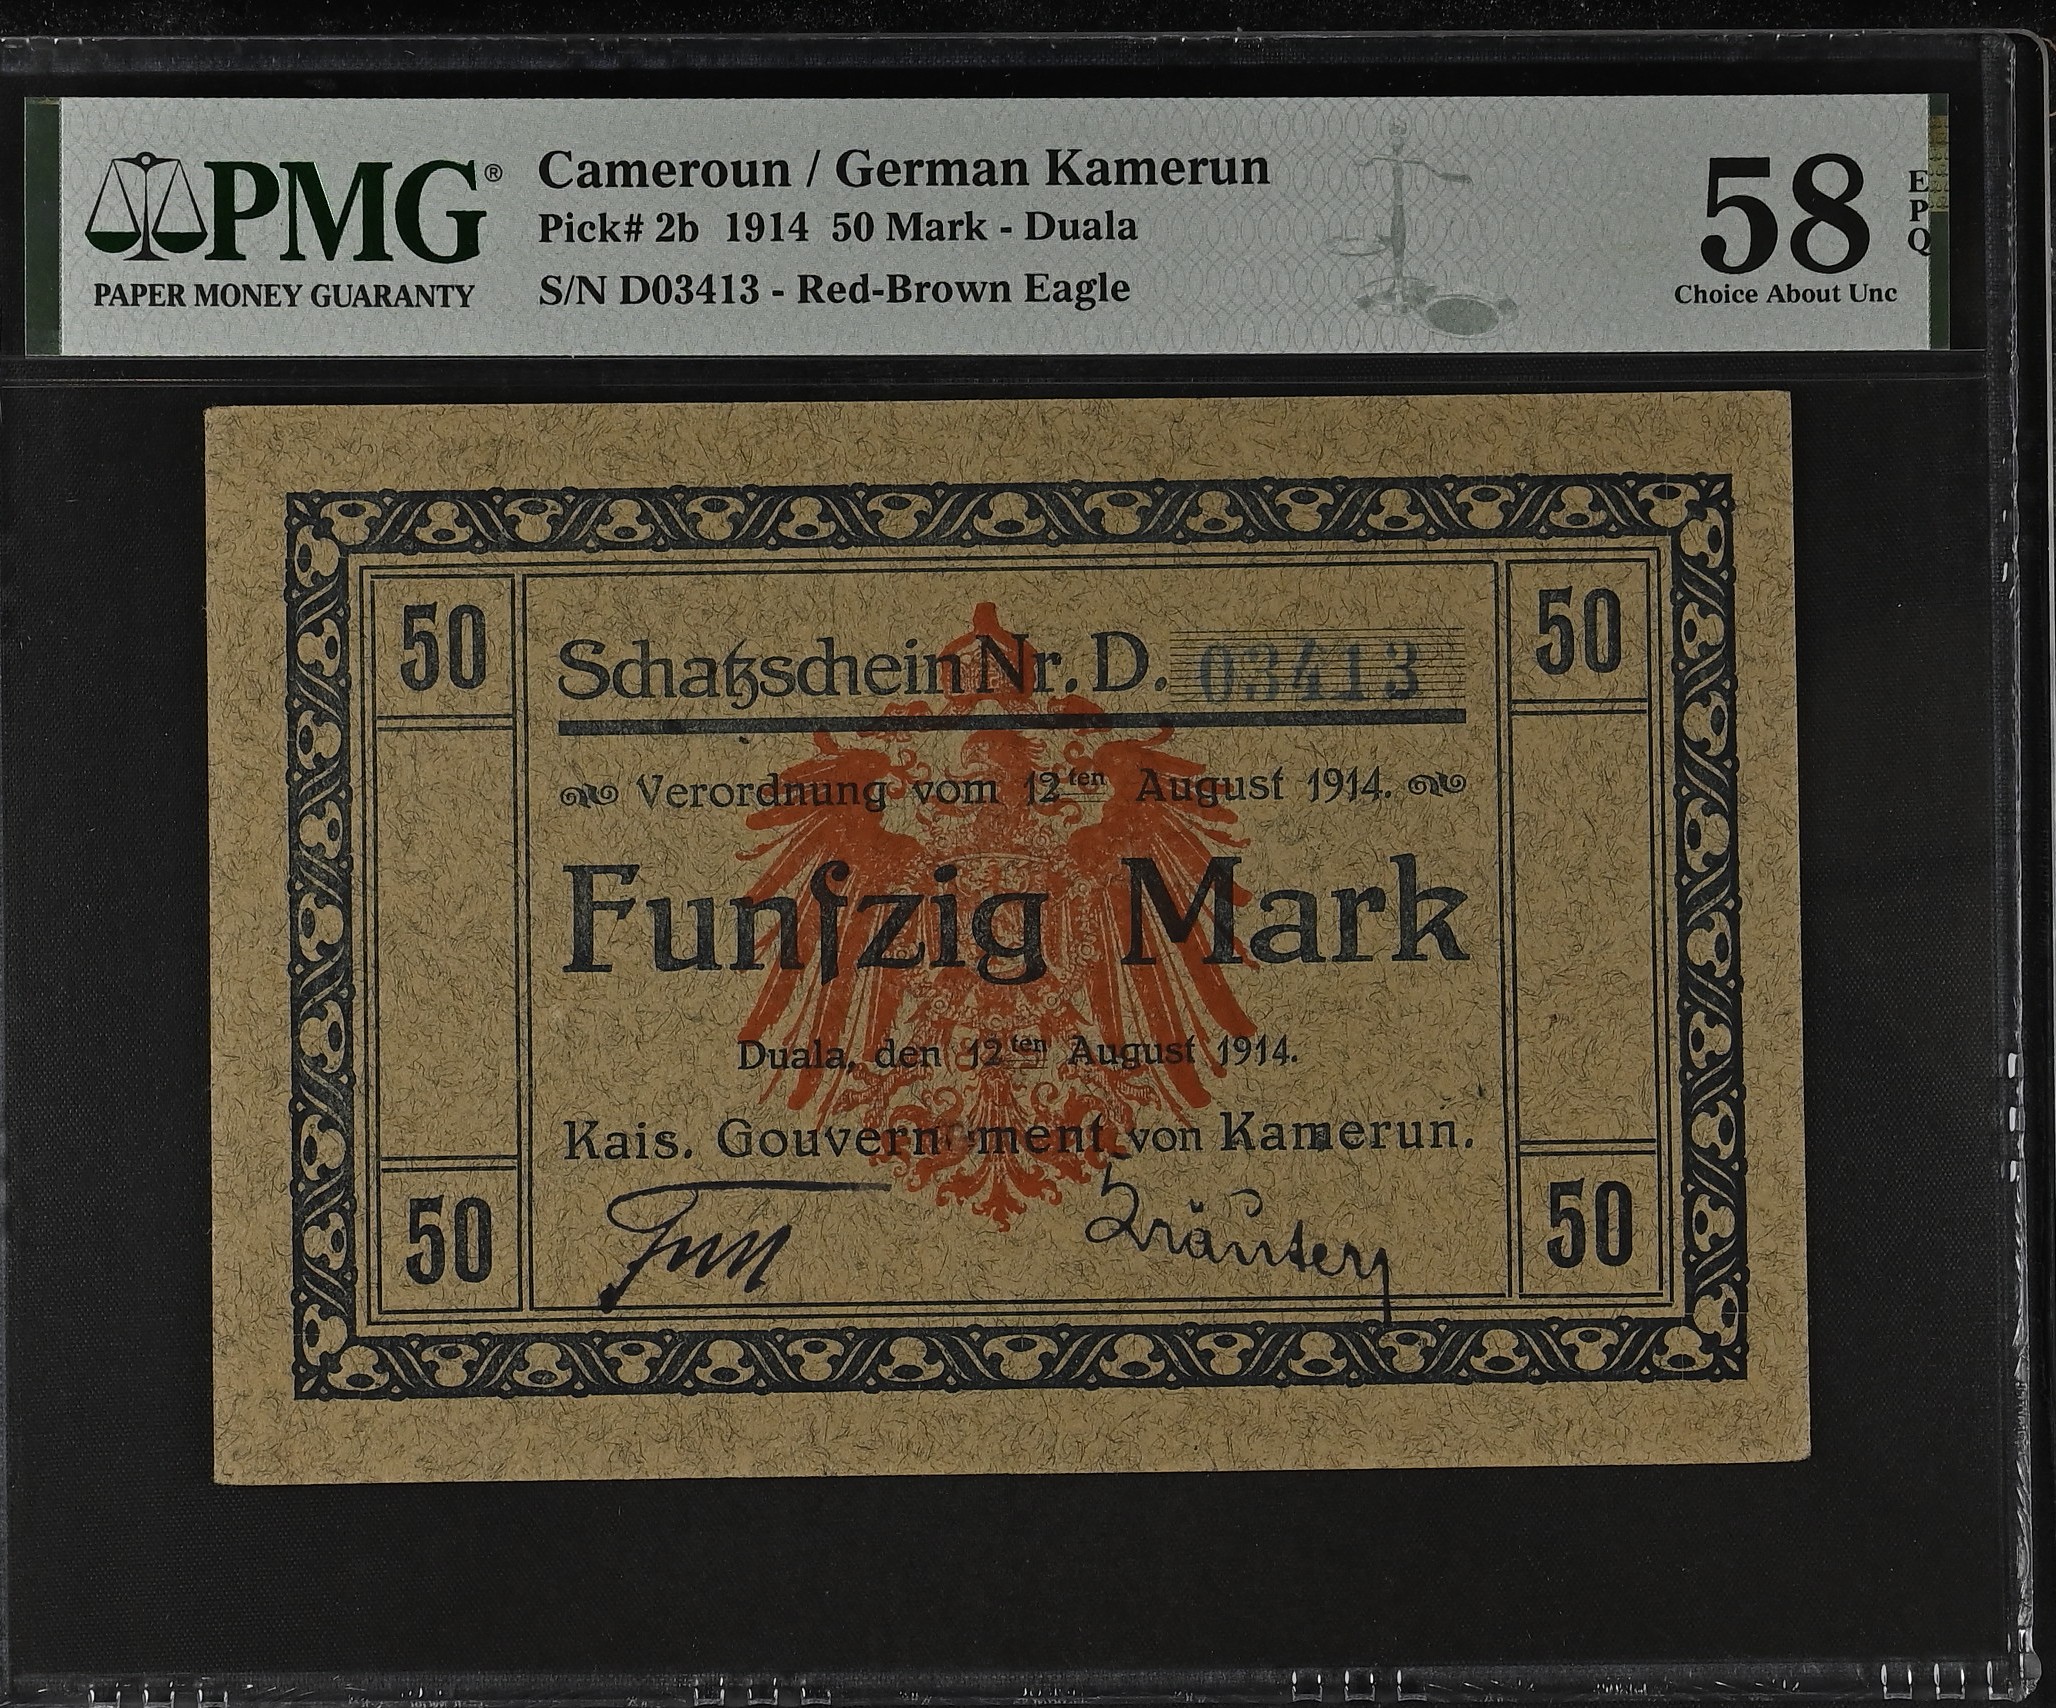 PMG®
PAPER MONEY GUARANTY
Cameroun / German Kamerun
Pick# 2b 1914 50 Mark - Duala
S/N D03413 - Red-Brown Eagle
58
EPQ
Choice About Unc
50
50
Schatzschein Nr. D. 03413
Verordnung vom 12ten August 1914.
Funfzig Mark
Duala, den 12ten August 1914.
Kais. Gouvernement von Kamerun.
50
50